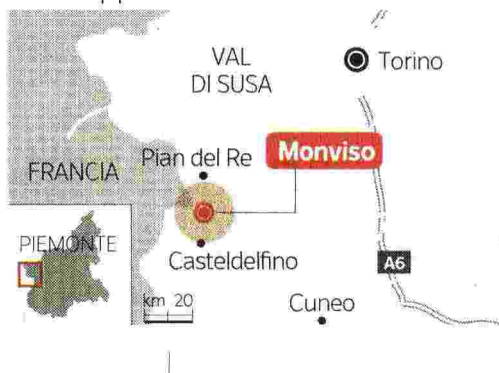 VAL
DI SUSA
Torino
FRANCIA
Pian del Re
Monviso
PIEMONTE
Casteldelfino
A6
km 20
Cuneo